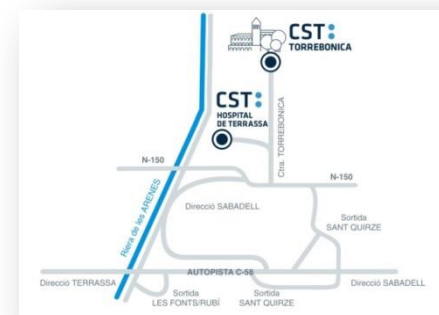 CST:
TORREBONICA
CST:
HOSPITAL
DE TERRASSA
Ctra. TORREBONICA
N-150
N-150
Riera de les ARENES
Direcció SABADELL
Sortida
SANT QUIRZE
AUTOPISTA C-58
Direcció TERRASSA
Sortida
LES FONTS/RUBÍ
Sortida
SANT QUIRZE
Direcció SABADELL